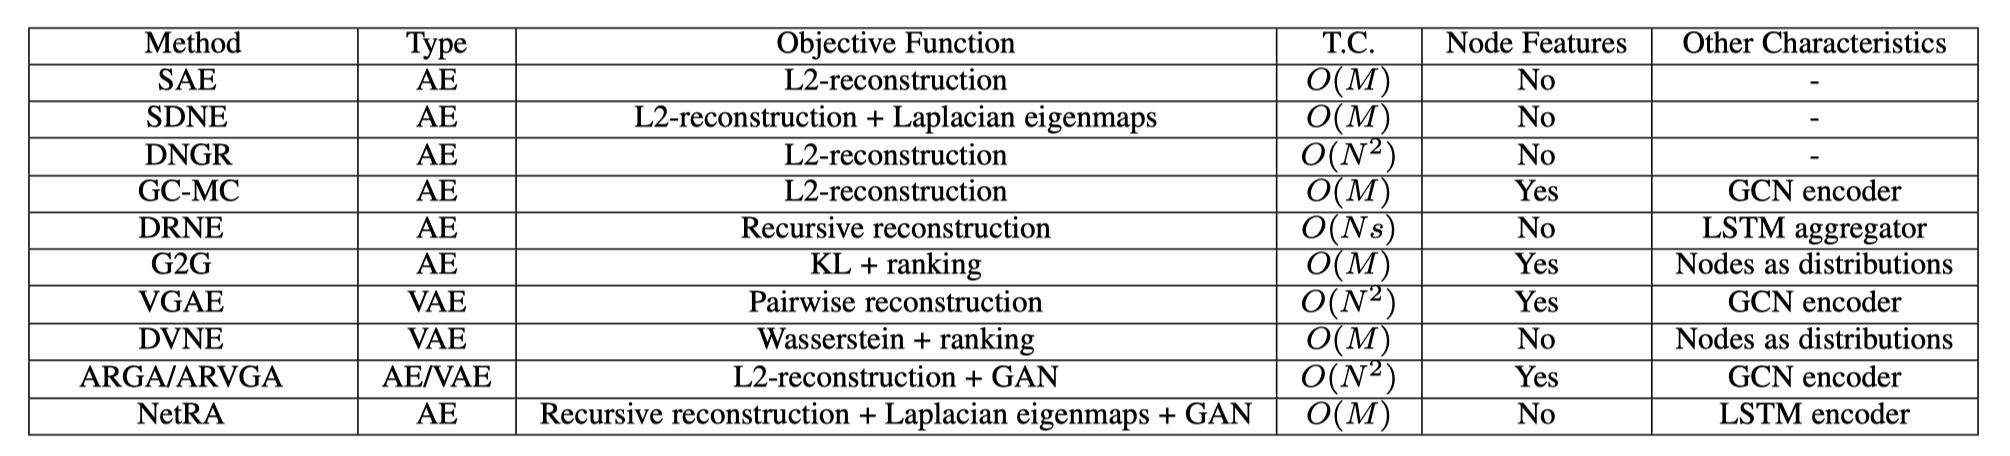 Method Type Objective Function T.C. Node Features Other Characteristics
SAE AE L2-reconstruction O(M) No -
SDNE AE L2-reconstruction + Laplacian eigenmaps O(M) No -
DNGR AE L2-reconstruction O(N²) No -
GC-MC AE L2-reconstruction O(M) Yes GCN encoder
DRNE AE Recursive reconstruction O(Ns) No LSTM aggregator
G2G AE KL + ranking O(M) Yes Nodes as distributions
VGAE VAE Pairwise reconstruction O(N²) Yes GCN encoder
DVNE VAE Wasserstein + ranking O(M) No Nodes as distributions
ARGA/ARVGA AE/VAE L2-reconstruction + GAN O(N²) Yes GCN encoder
NetRA AE Recursive reconstruction + Laplacian eigenmaps + GAN O(M) No LSTM encoder